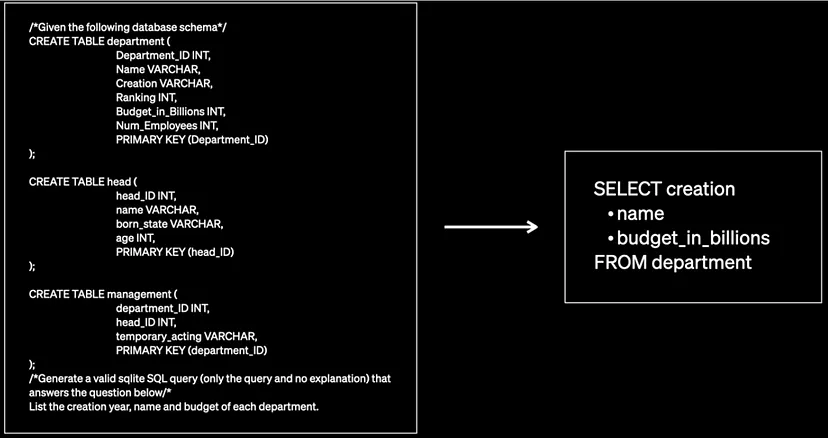 /*Given the following database schema*/
CREATE TABLE department (
Department_ID INT,
Name VARCHAR,
Creation VARCHAR,
Ranking INT,
Budget_in_Billions INT,
Num_Employees INT,
PRIMARY KEY (Department_ID)
);
CREATE TABLE head (
head_ID INT,
name VARCHAR,
born_state VARCHAR,
age INT,
PRIMARY KEY (head_ID)
);
CREATE TABLE management (
department_ID INT,
head_ID INT,
temporary_acting VARCHAR,
PRIMARY KEY (department_ID)
);
/*Generate a valid sqlite SQL query (only the query and no explanation) that
answers the question below/*
List the creation year, name and budget of each department.
SELECT creation
• name
• budget_in_billions
FROM department